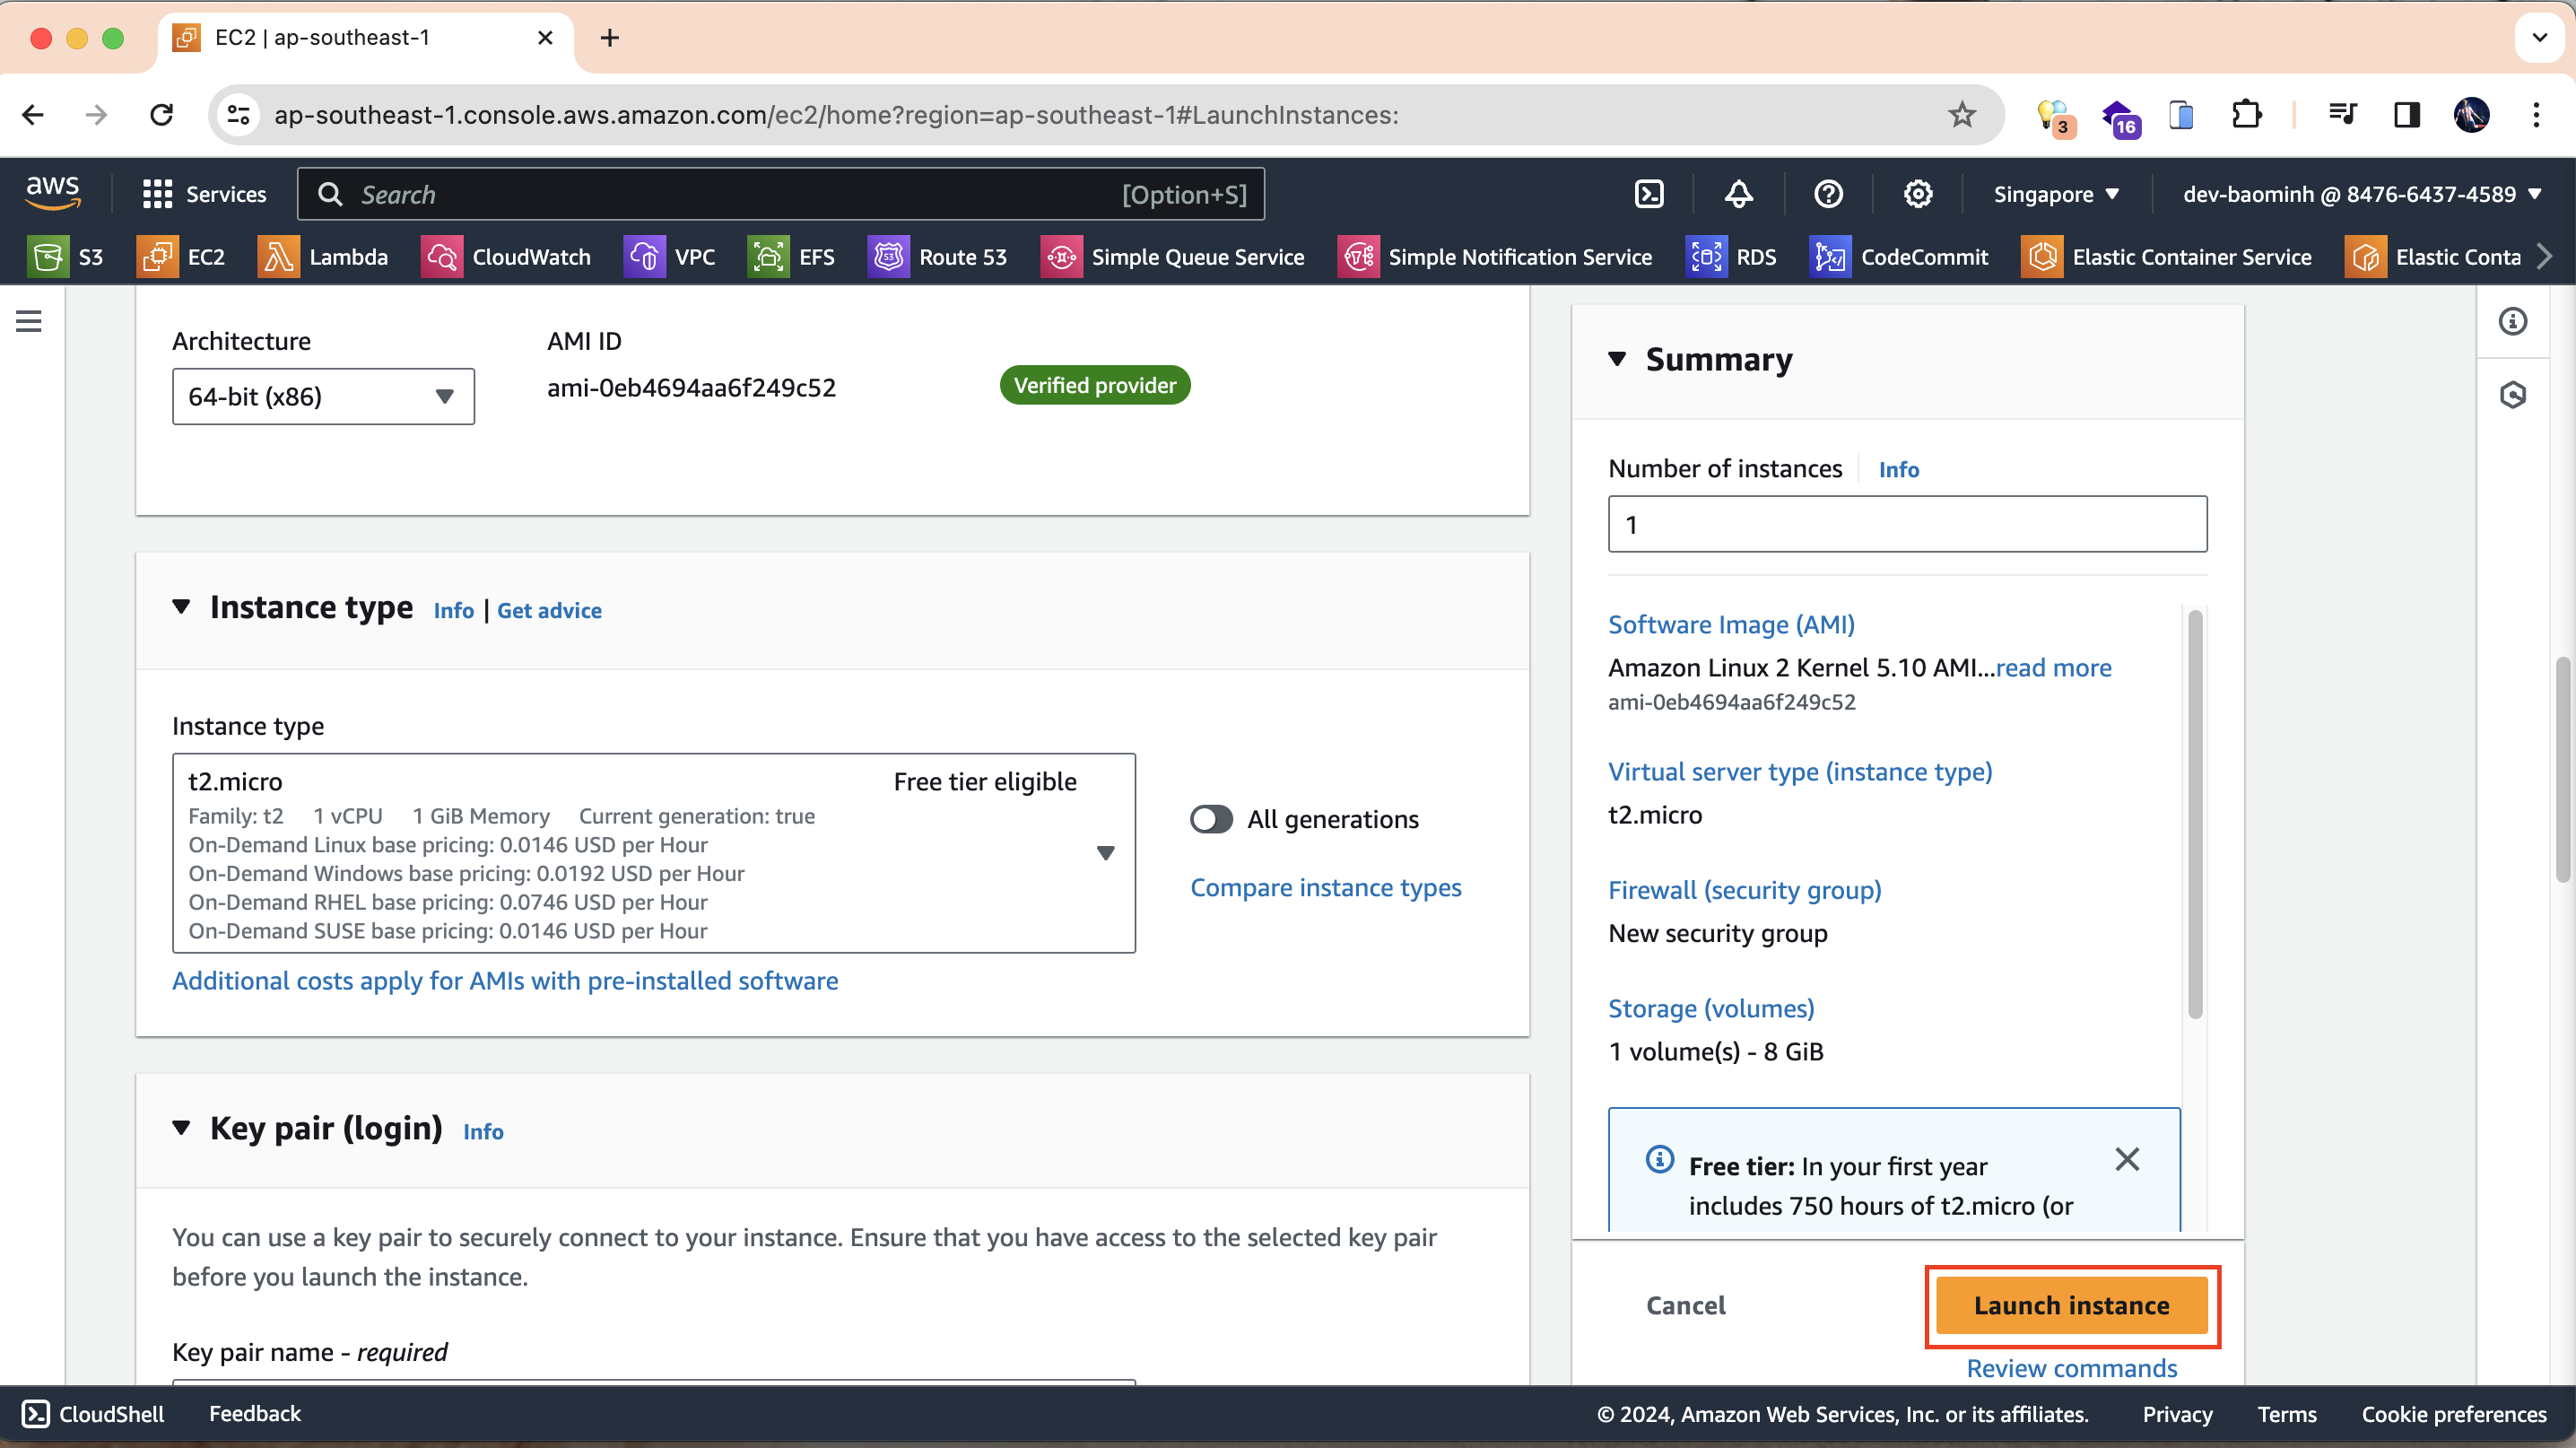 EC2 | ap-southeast-1
ap-southeast-1.console.aws.amazon.com/ec2/home?region=ap-southeast-1#LaunchInstances:
3
16
aws
Services
Search
[Option+S]
Singapore
dev-baominh @ 8476-6437-4589
S3
EC2
Lambda
CloudWatch
VPC
EFS
53
Route 53
Simple Queue Service
Simple Notification Service
RDS
CodeCommit
Elastic Container Service
Elastic Conta
Architecture
64-bit (x86)
AMI ID
ami-0eb4694aa6f249c52
Verified provider
Instance type Info | Get advice
Instance type
t2.micro
Free tier eligible
Family: t2 1 vCPU 1 GiB Memory Current generation: true
On-Demand Linux base pricing: 0.0146 USD per Hour
On-Demand Windows base pricing: 0.0192 USD per Hour
On-Demand RHEL base pricing: 0.0746 USD per Hour
On-Demand SUSE base pricing: 0.0146 USD per Hour
All generations
Compare instance types
Additional costs apply for AMIs with pre-installed software
Key pair (login) Info
You can use a key pair to securely connect to your instance. Ensure that you have access to the selected key pair
before you launch the instance.
Key pair name - required
Summary
Number of instances Info
1
Software Image (AMI)
Amazon Linux 2 Kernel 5.10 AMI...read more
ami-0eb4694aa6f249c52
Virtual server type (instance type)
t2.micro
Firewall (security group)
New security group
Storage (volumes)
1 volume(s) - 8 GiB
Free tier: In your first year
includes 750 hours of t2.micro (or
Cancel
Launch instance
Review commands
CloudShell
Feedback
© 2024, Amazon Web Services, Inc. or its affiliates.
Privacy
Terms
Cookie preferences